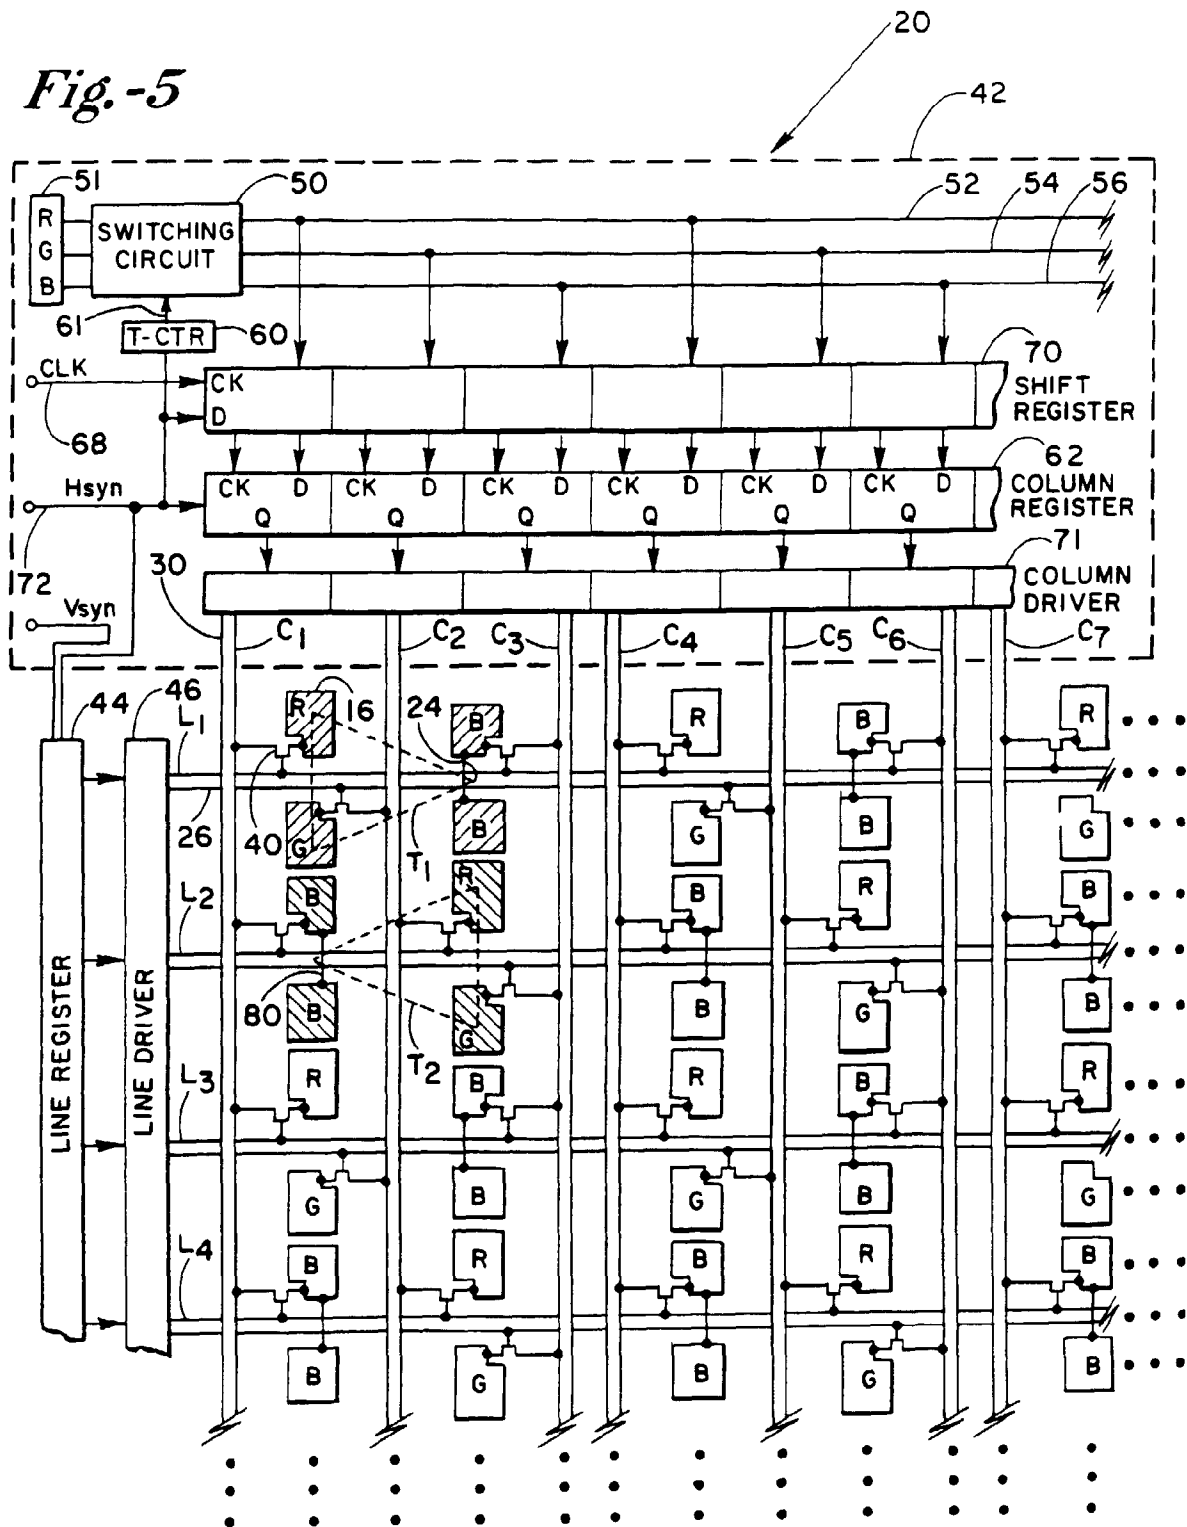 Fig.-5
20
42
51
50
52
54
56
R
G
B
SWITCHING
CIRCUIT
61
T-CTR
60
CLK
68
CK
D
70
SHIFT
REGISTER
Hsyn
72
CK D CK D CK D CK D CK D CK D
Q Q Q Q Q Q
62
COLUMN
REGISTER
71
COLUMN
DRIVER
30
Vsyn
C1 C2 C3 C4 C5 C6 C7
44
46
L1
R 16 24 B R B R
40
26
G T1 B G B G
L2
B R B R B
80
B G B G B
T2
LINE REGISTER
LINE DRIVER
L3
R B R B R
G B G B G
L4
B R B R B
B G B G B